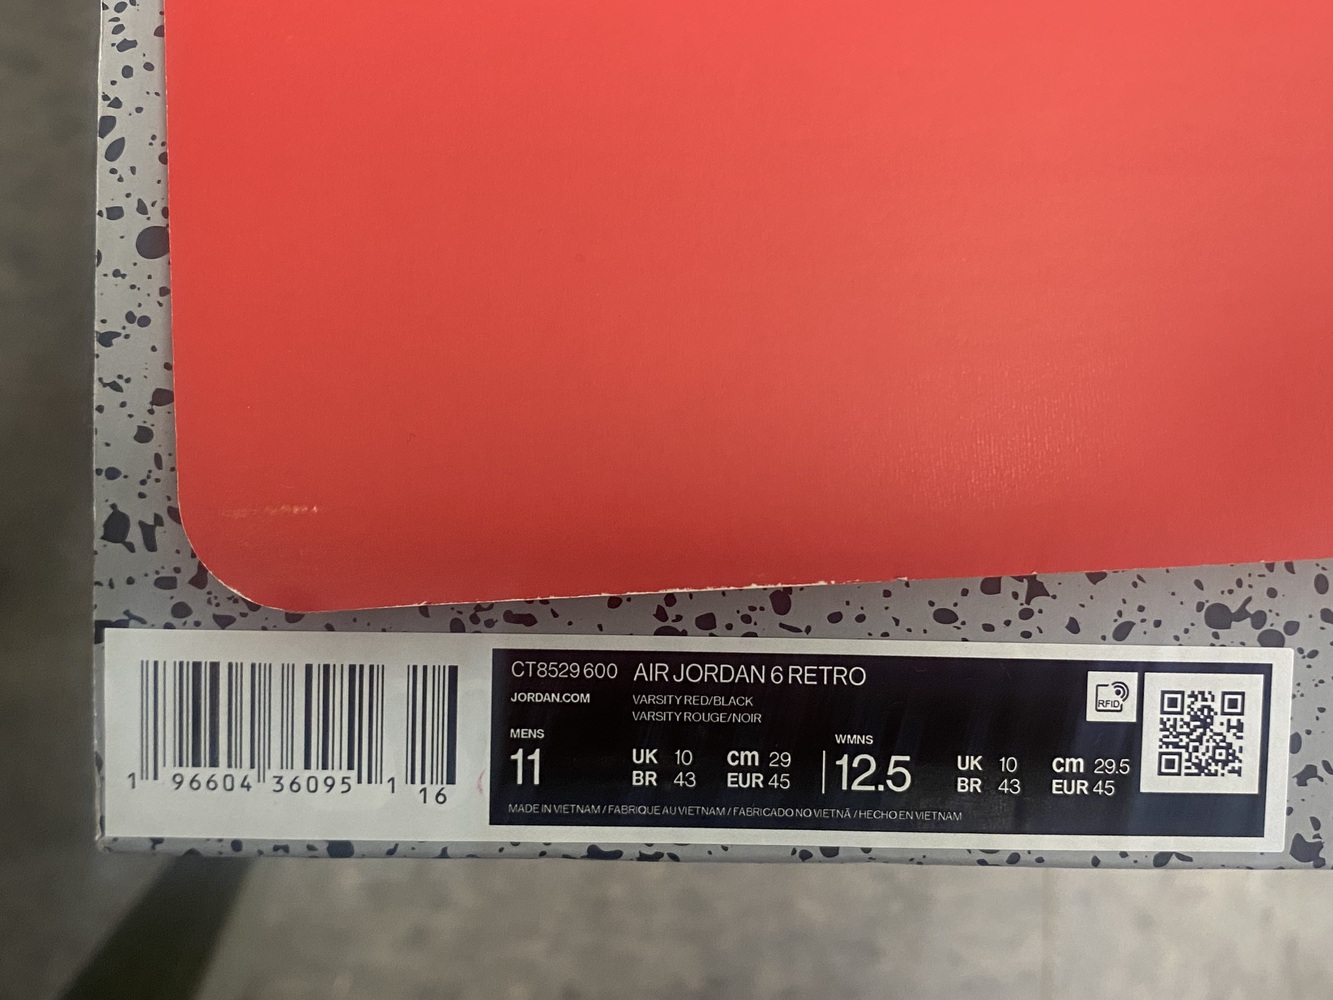 1 96604 36095 1
16
CT8529 600 AIR JORDAN 6 RETRO
JORDAN.COM
VARSITY RED/BLACK
VARSITY ROUGE/NOIR
MENS
11
UK 10 cm 29
BR 43 EUR 45
WMNS
12.5
UK 10 cm 29.5
BR 43 EUR 45
RFID
MADE IN VIETNAM / FABRIQUE AU VIETNAM / FABRICADO NO VIETNÃ / HECHO EN VIETNAM